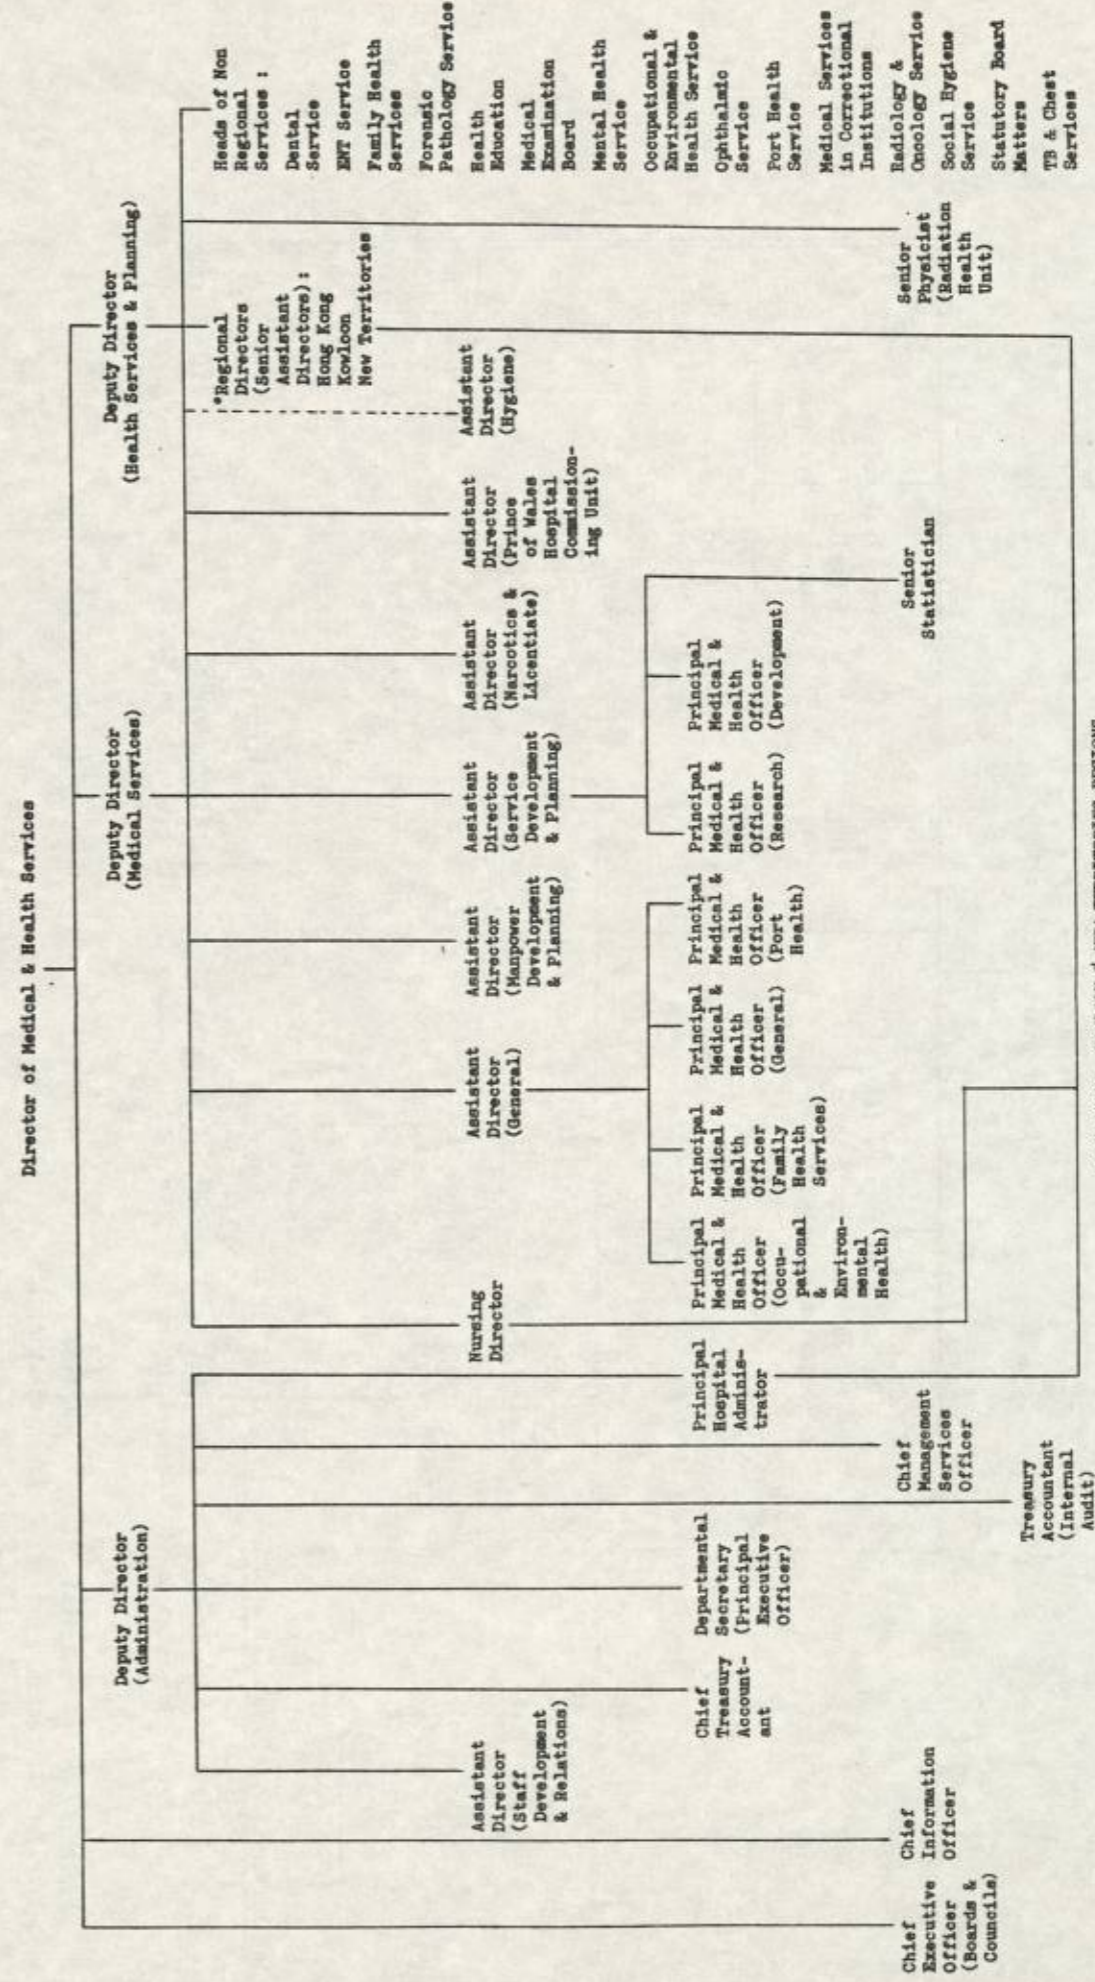 Director of Medical & Health Services
Deputy Director
(Administration)
Deputy Director
(Medical Services)
Deputy Director
(Health Services & Planning)
Chief
Executive
Officer
(Boards &
Councils)
Chief
Information
Officer
Assistant
Director
(Staff
Development
& Relations)
Chief
Treasury
Account-
ant
Departmental
Secretary
(Principal
Executive
Officer)
Treasury
Accountant
(Internal
Audit)
Chief
Management
Services
Officer
Principal
Hospital
Adminis-
trator
Nursing
Director
Assistant
Director
(General)
Principal
Medical &
Health
Officer
(Occu-
pational
&
Environ-
mental
Health)
Principal
Medical &
Health
Officer
(Family
Health
Services)
Principal
Medical &
Health
Officer
(General)
Principal
Medical &
Health
Officer
(Port
Health)
Assistant
Director
(Manpower
Development
& Planning)
Assistant
Director
(Service
Development
& Planning)
Principal
Medical &
Health
Officer
(Research)
Principal
Medical &
Health
Officer
(Development)
Senior
Statistician
Assistant
Director
(Narcotics &
Licentiate)
Assistant
Director
(Prince
of Wales
Hospital
Commission-
ing Unit)
Assistant
Director
(Hygiene)
*Regional
Directors
(Senior
Assistant
Directors):
Hong Kong
Kowloon
New Territories
Senior
Physicist
(Radiation
Health
Unit)
Heads of Non
Regional
Services :
Dental
Service
ENT Service
Family Health
Services
Forensic
Pathology Service
Health
Education
Medical
Examination
Board
Mental Health
Service
Occupational &
Environmental
Health Service
Ophthalmic
Service
Port Health
Service
Medical Services
in Correctional
Institutions
Radiology &
Oncology Service
Social Hygiene
Service
Statutory Board
Matters
TB & Chest
Services